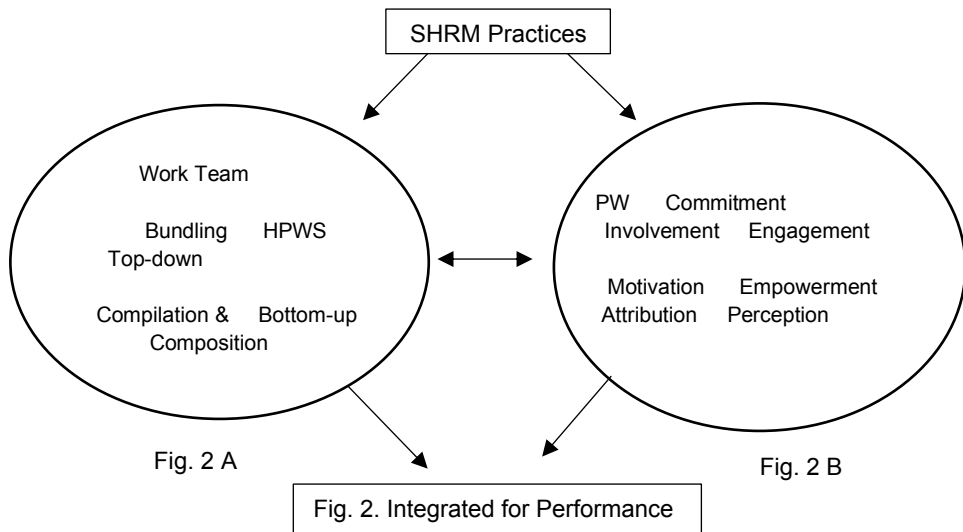 SHRM Practices
Work Team
Bundling HPWS
Top-down
Compilation & Bottom-up
Composition
PW Commitment
Involvement Engagement
Motivation Empowerment
Attribution Perception
Fig. 2 A
Fig. 2 B
Fig. 2. Integrated for Performance